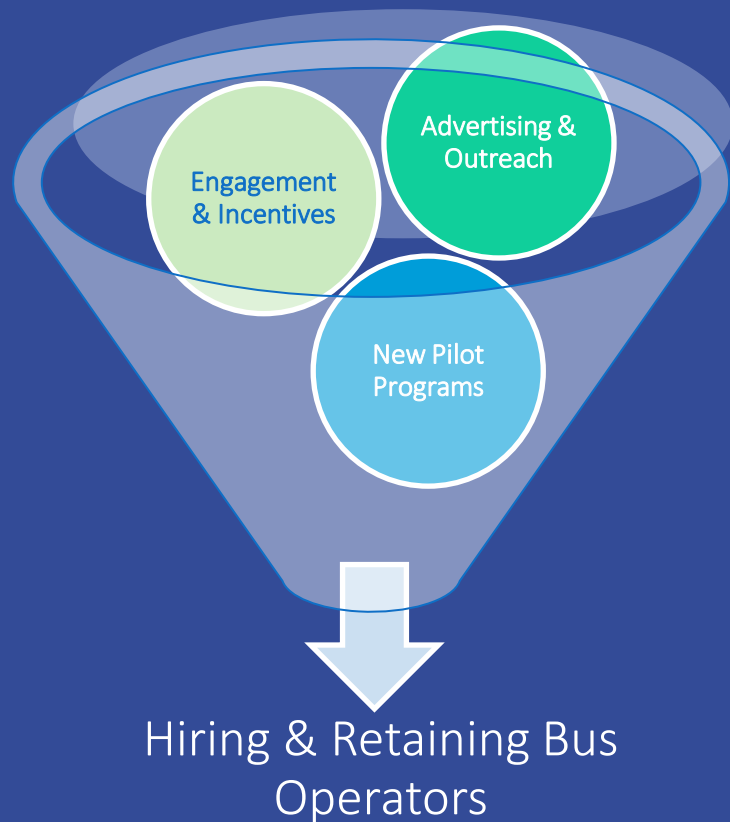 Advertising &
Outreach
Engagement
& Incentives
New Pilot
Programs
Hiring & Retaining Bus
Operators